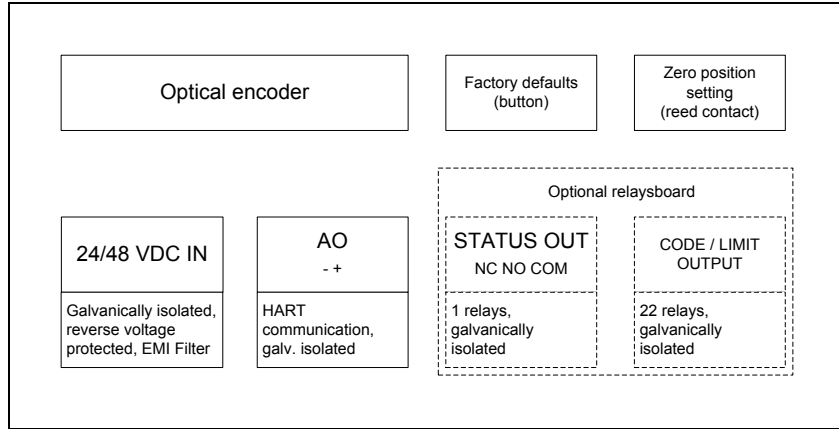 Optical encoder
Factory defaults
(button)
Zero position
setting
(reed contact)
Optional relaysboard
24/48 VDC IN
Galvanically isolated,
reverse voltage
protected, EMI Filter
AO
- +
HART
communication,
galv. isolated
STATUS OUT
NC NO COM
1 relays,
galvanically
isolated
CODE / LIMIT
OUTPUT
22 relays,
galvanically
isolated